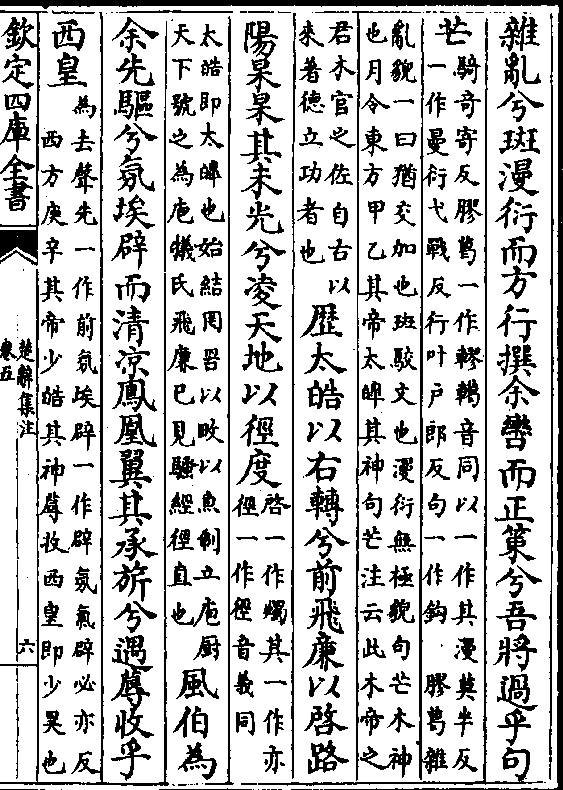 雜亂兮斑漫衍而方行撰余轡而正策兮吾將過乎句
芒
騎奇寄反膠葛一作轇轕音同以一作其漫莫半反
一作曼衍弋戰反行叶戶郎反句一作鉤 膠葛雜
亂貌一曰猶交加也斑駁文也漫衍無極貌句芒木神
也月令東方甲乙其帝太皥其神句芒注云此木帝之
君木官之佐自古以
來著德立功者也
歴太皓以右轉兮前飛廉以啓路
陽杲杲其未光兮凌天地以徑度
啓一作燭其一作亦
徑一作徑音義同
太皓即太皥也始結罔罟以畋以魚制立庖厨
天下號之為庖犧氏飛廉已見騷經徑直也
風伯為
余先驅兮氛埃辟而清凉鳳凰翼其承旂兮遇蓐收乎
西皇
為去聲先一作前氛埃辟一作辟氛氣辟必亦反
西方庚辛其帝少皓其神蓐收西皇即少昊也
欽定四庫全書
楚辭集注
卷五
六